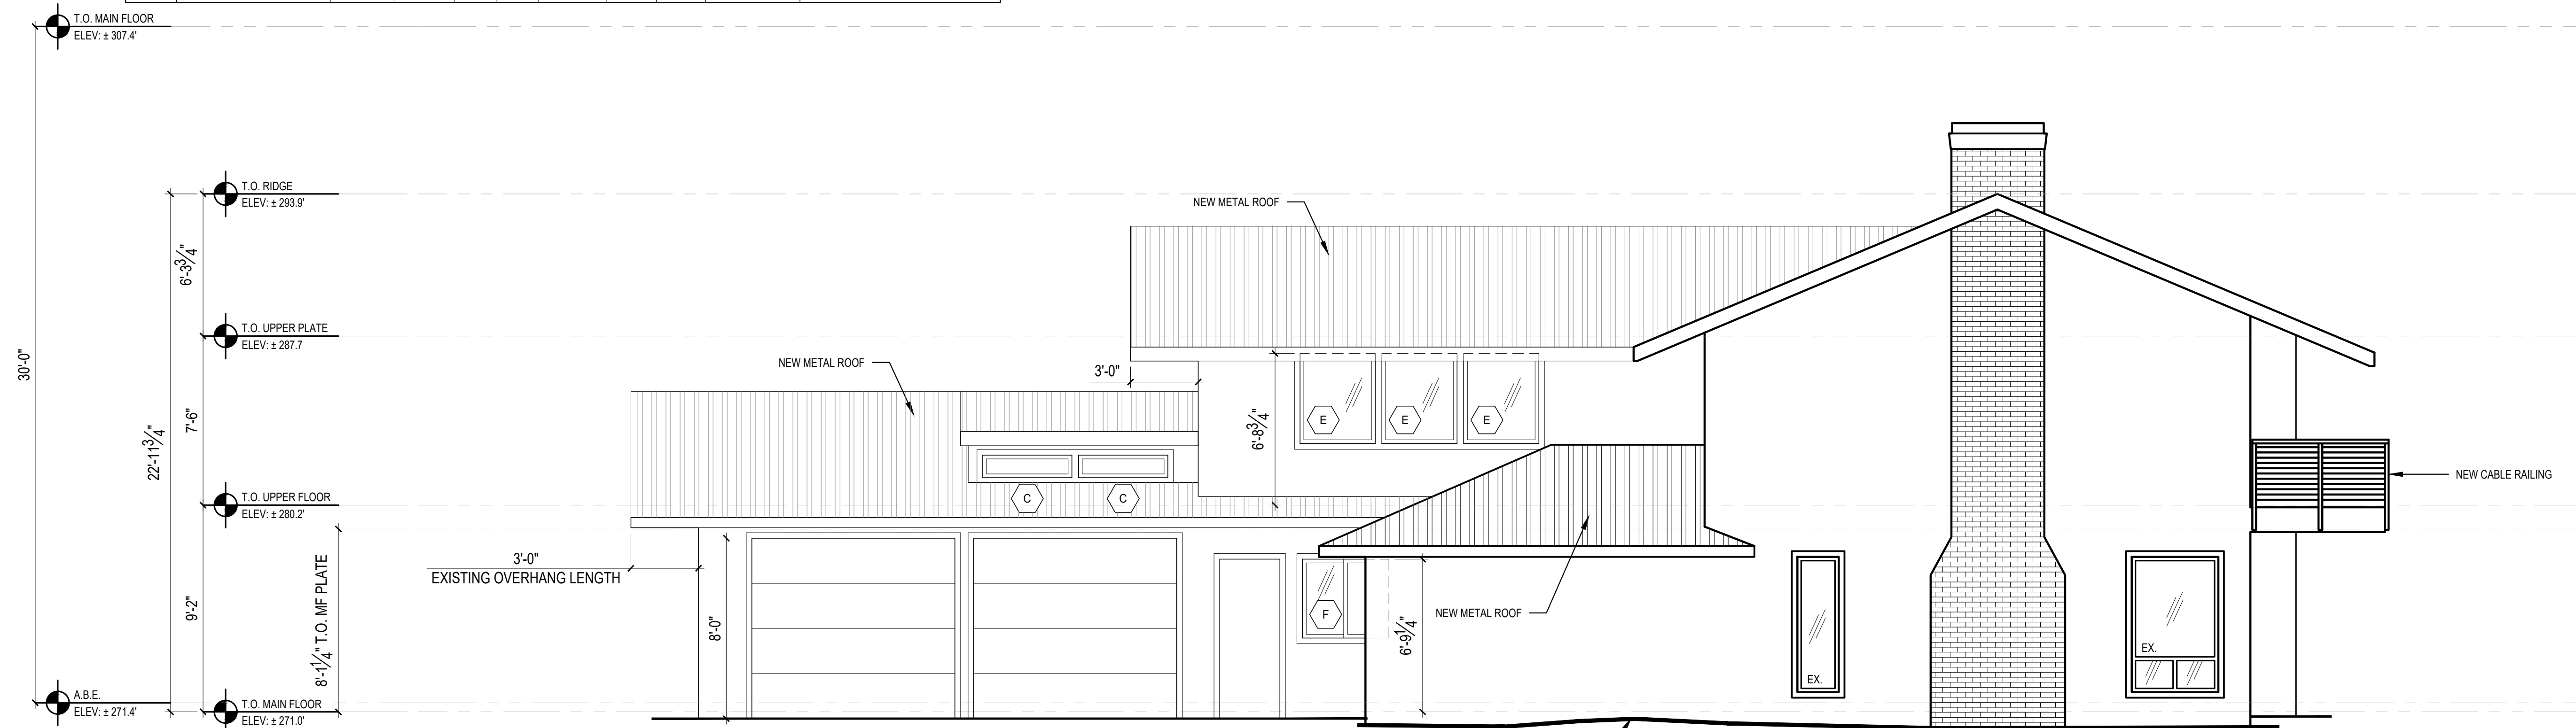 T.O. MAIN FLOOR
ELEV: ± 307.4'
T.O. RIDGE
ELEV: ± 293.9'
NEW METAL ROOF
6'-3 3/4"
T.O. UPPER PLATE
ELEV: ± 287.7
30'-0"
NEW METAL ROOF
3'-0"
22'-11 3/4"
7'-6"
6'-8 3/4"
E
E
E
NEW CABLE RAILING
T.O. UPPER FLOOR
ELEV: ± 280.2'
C
C
3'-0"
EXISTING OVERHANG LENGTH
9'-2"
8'-1 1/4" T.O. MF PLATE
8'-0"
F
6'-9 1/4"
NEW METAL ROOF
EX.
EX.
A.B.E.
ELEV: ± 271.4'
T.O. MAIN FLOOR
ELEV: ± 271.0'